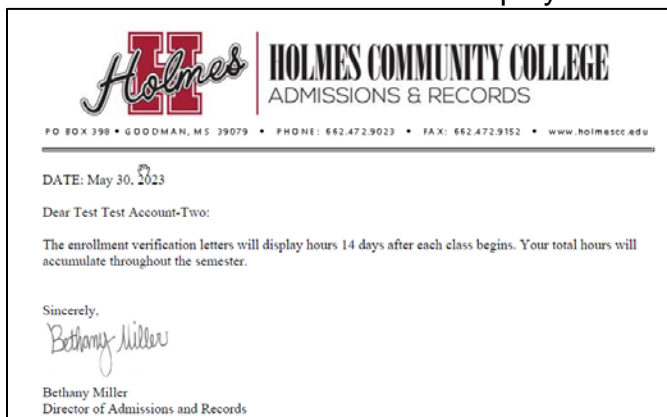 Holmes
H
HOLMES COMMUNITY COLLEGE
ADMISSIONS & RECORDS
PO BOX 398 • GOODMAN, MS 39079 • PHONE: 662.472.9023 • FAX: 662.472.9152 • www.holmescc.edu
DATE: May 30, 2023
Dear Test Test Account-Two:
The enrollment verification letters will display hours 14 days after each class begins. Your total hours will
accumulate throughout the semester.
Sincerely,
Bethany Miller
Bethany Miller
Director of Admissions and Records